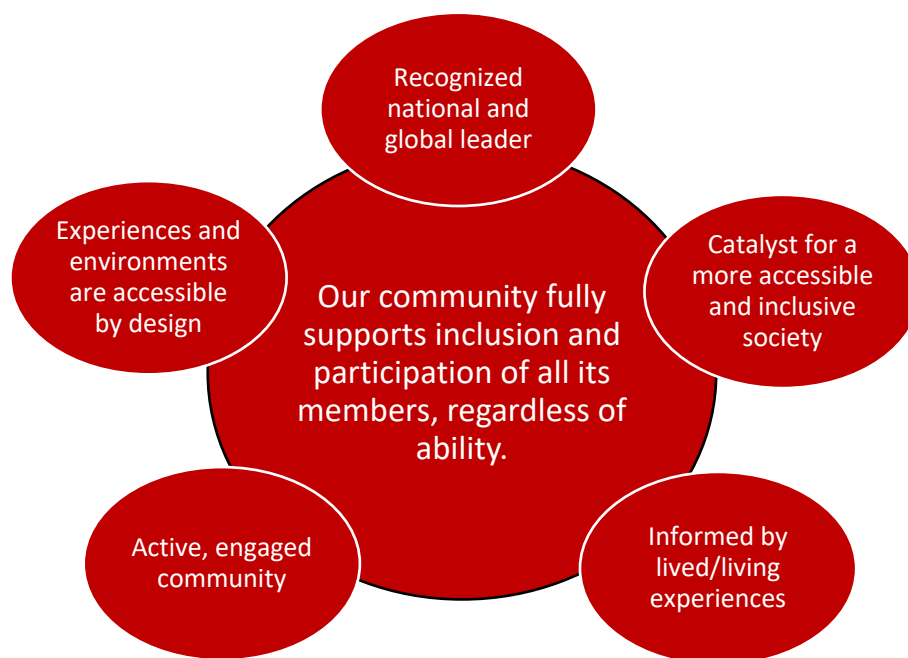 Recognized
national and
global leader
Experiences and
environments
are accessible
by design
Catalyst for a
more accessible
and inclusive
society
Our community fully
supports inclusion and
participation of all its
members, regardless of
ability.
Active, engaged
community
Informed by
lived/living
experiences